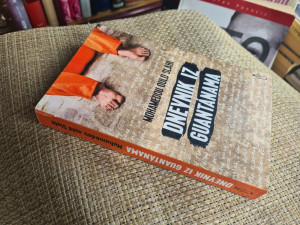 MOHAMEDOU OULD SLAHI
DNEVNIK IZ
GUANTANAMA
DNEVNIK IZ GUANTANAMA Mohamedou Ould Slahi